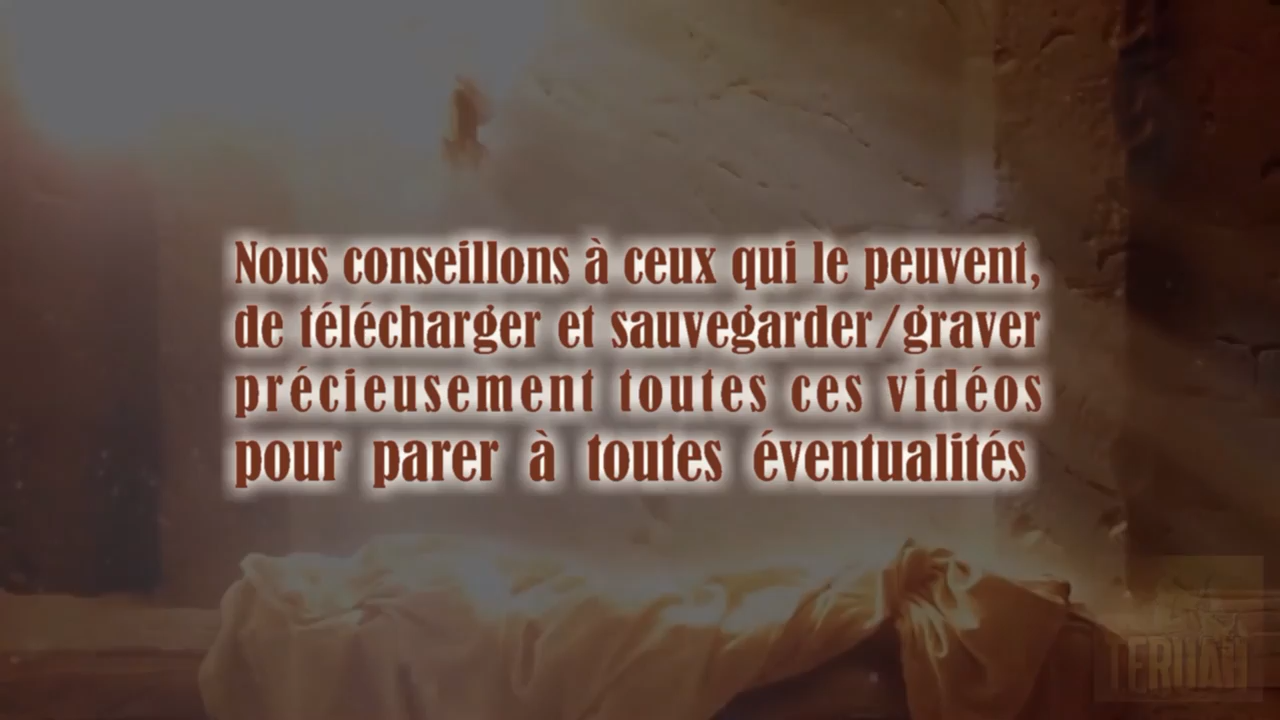 Nous conseillons à ceux qui le peuvent,
de télécharger et sauvegarder/graver
précieusement toutes ces vidéos
pour parer à toutes éventualités
TERUAH